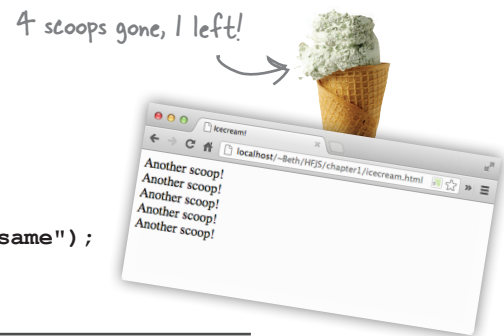 4 scoops gone, 1 left!
Icecream!
localhost/~Beth/HFJS/chapter1/icecream.html
Another scoop!
Another scoop!
Another scoop!
Another scoop!
Another scoop!
same");